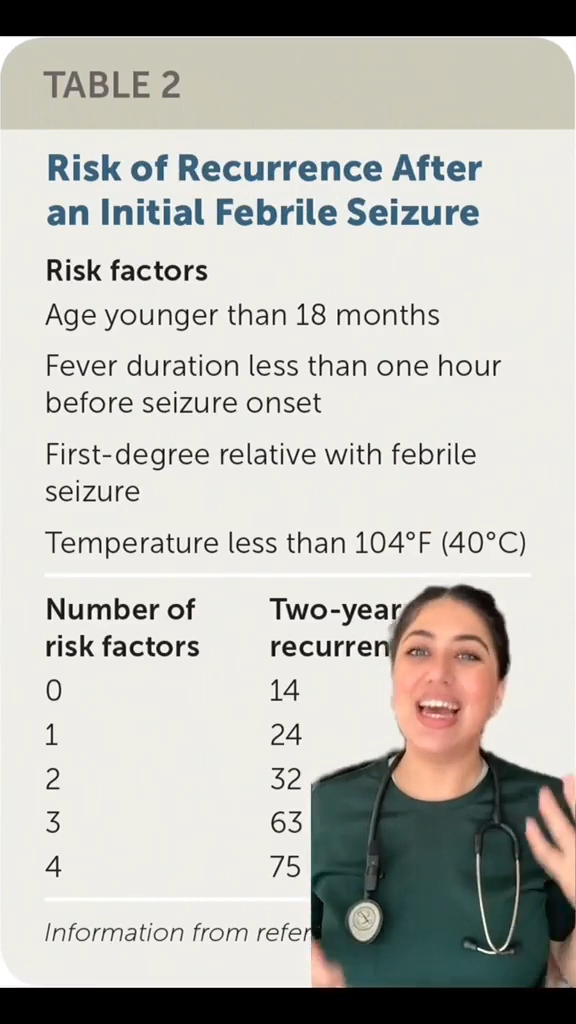 TABLE 2
Risk of Recurrence After
an Initial Febrile Seizure
Risk factors
Age younger than 18 months
Fever duration less than one hour
before seizure onset
First-degree relative with febrile
seizure
Temperature less than 104°F (40°C)
Number of Two-year
risk factors recurren
0 14
1 24
2 32
3 63
4 75
Information from refer